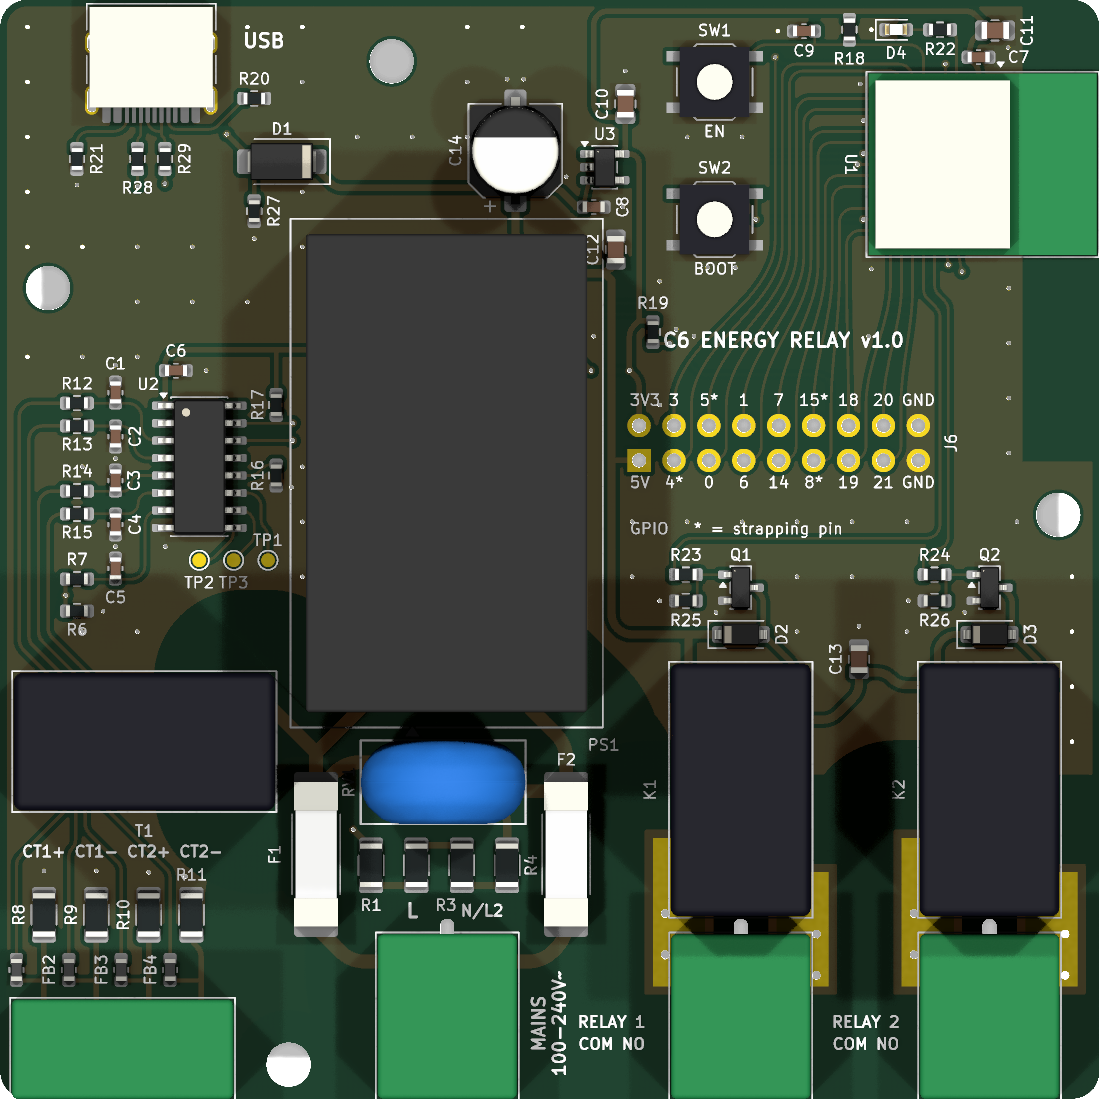 USB
SW1
C9
R18
D4
R22
C11
C7
R20
R21
R28
R29
D1
R27
C14
+
C10
U3
C8
C12
EN
SW2
BOOT
U1
R19
C6 ENERGY RELAY v1.0
C6
U2
R12
R13
R14
R15
R7
R6
C2
C3
C4
C5
R17
R16
TP1
TP2
TP3
3V3 3 5* 1 7 15* 18 20 GND
5V 4* 0 6 14 8* 19 21 GND
J6
GPIO * = strapping pin
R23
Q1
R25
D2
R24
Q2
R26
D3
C13
K1
K2
PS1
F2
F1
T1
CT1+ CT1- CT2+ CT2-
R11
R8
R9
R10
FB2
FB3
FB4
R1
R3
R4
L
N/L2
MAINS
100-240V~
RELAY 1
COM NO
RELAY 2
COM NO